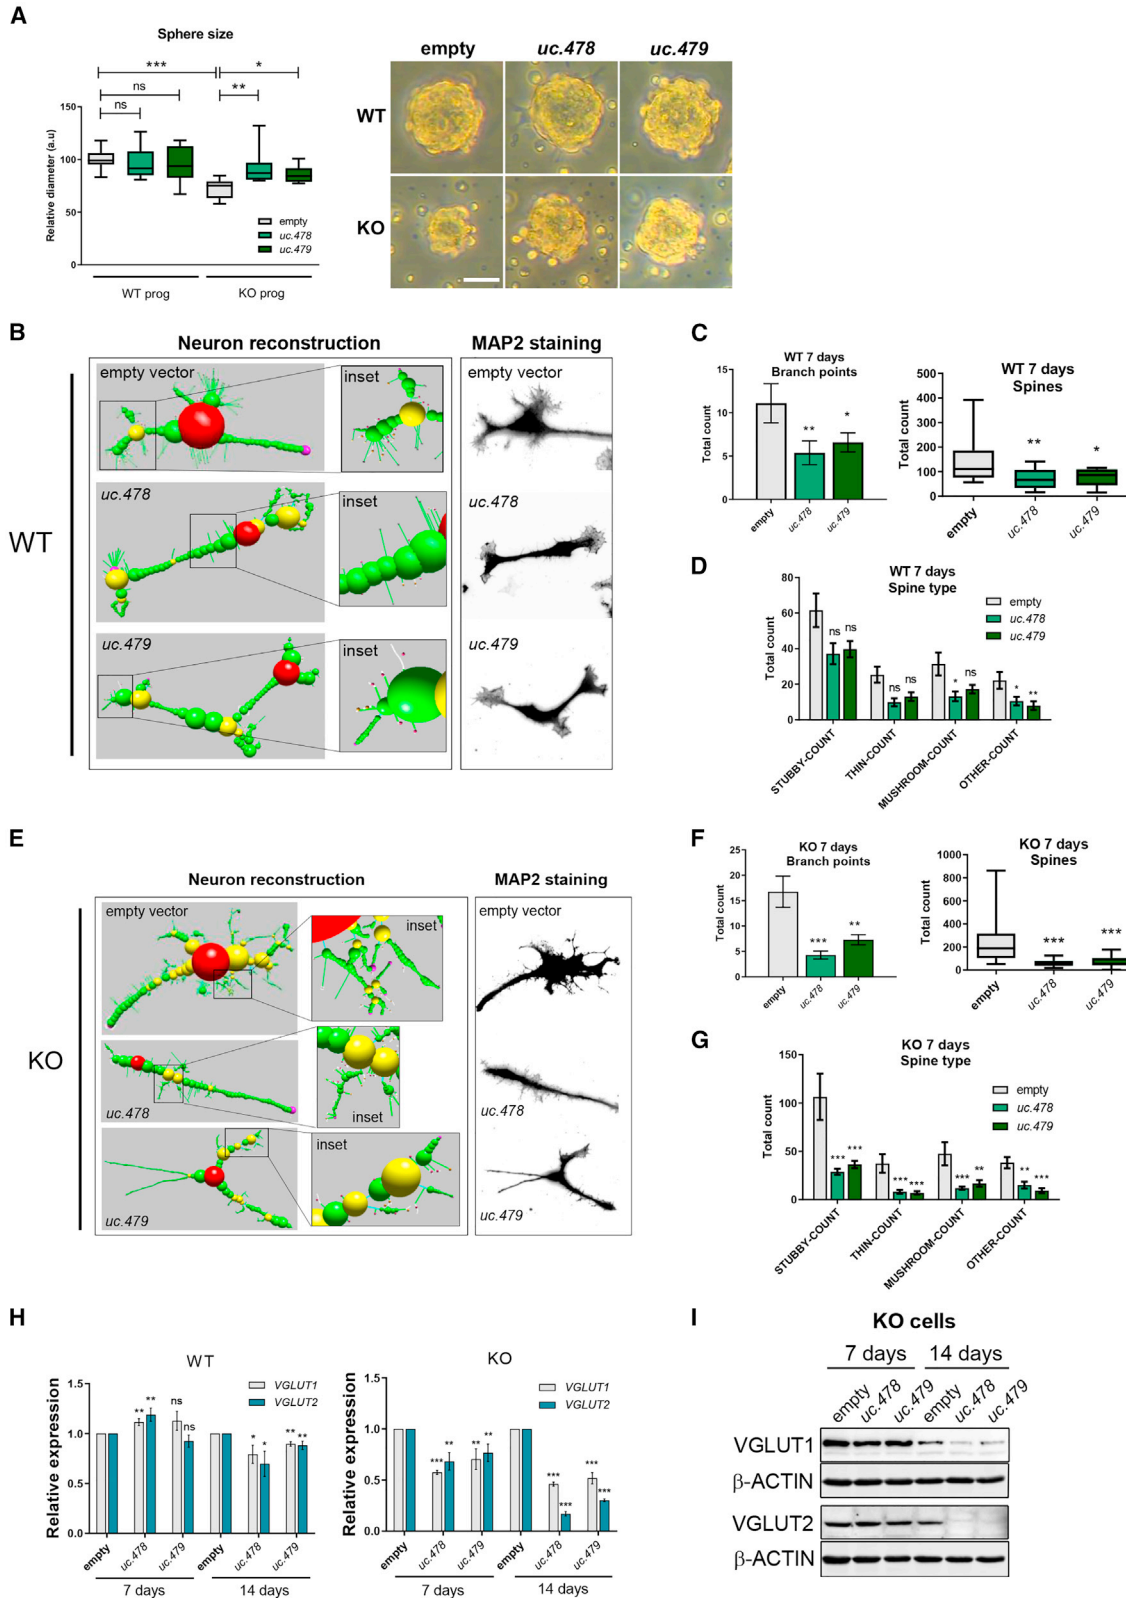 A
Sphere size
***
*
ns
**
ns
150
100
50
0
Relative diameter (a.u)
empty
uc.478
uc.479
WT prog
KO prog
empty
uc.478
uc.479
WT
KO
B
Neuron reconstruction
MAP2 staining
WT
empty vector
inset
empty vector
uc.478
inset
uc.478
uc.479
inset
uc.479
C
WT 7 days
Branch points
15
10
5
0
Total count
**
*
empty
uc.478
uc.479
WT 7 days
Spines
500
400
300
200
100
0
Total count
**
*
empty
uc.478
uc.479
D
WT 7 days
Spine type
60
40
20
0
Total count
empty
uc.478
uc.479
ns ns
ns ns
* ns
* **
STUBBY-COUNT
THIN-COUNT
MUSHROOM-COUNT
OTHER-COUNT
E
Neuron reconstruction
MAP2 staining
KO
empty vector
inset
empty vector
uc.478
inset
uc.478
uc.479
inset
uc.479
F
KO 7 days
Branch points
25
20
15
10
5
0
Total count
***
**
empty
uc.478
uc.479
KO 7 days
Spines
1000
800
600
400
200
0
Total count
***
***
empty
uc.478
uc.479
G
KO 7 days
Spine type
150
100
50
0
Total count
empty
uc.478
uc.479
*** ***
*** ***
*** **
** ***
STUBBY-COUNT
THIN-COUNT
MUSHROOM-COUNT
OTHER-COUNT
H
WT
1.5
1.0
0.5
0.0
Relative expression
VGLUT1
VGLUT2
** **
ns ns
* *
** **
empty
uc.478
uc.479
empty
uc.478
uc.479
7 days
14 days
KO
1.5
1.0
0.5
0.0
Relative expression
VGLUT1
VGLUT2
*** **
** **
*** ***
*** ***
empty
uc.478
uc.479
empty
uc.478
uc.479
7 days
14 days
I
KO cells
7 days 14 days
empty
uc.478
uc.479
empty
uc.478
uc.479
VGLUT1
β-ACTIN
VGLUT2
β-ACTIN